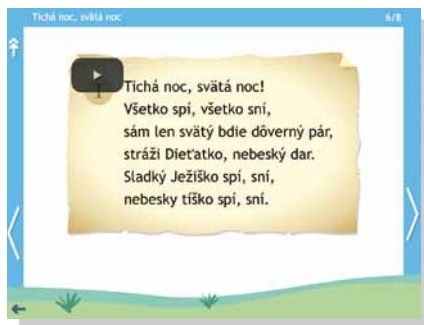 Tichá noc, svätá noc
6/8
Tichá noc, svätá noc!
Všetko spí, všetko sní,
sám len svätý bdie dôverný pár,
stráži Dieťatko, nebeský dar.
Sladký Ježiško spí, sní,
nebesky tíško spí, sní.